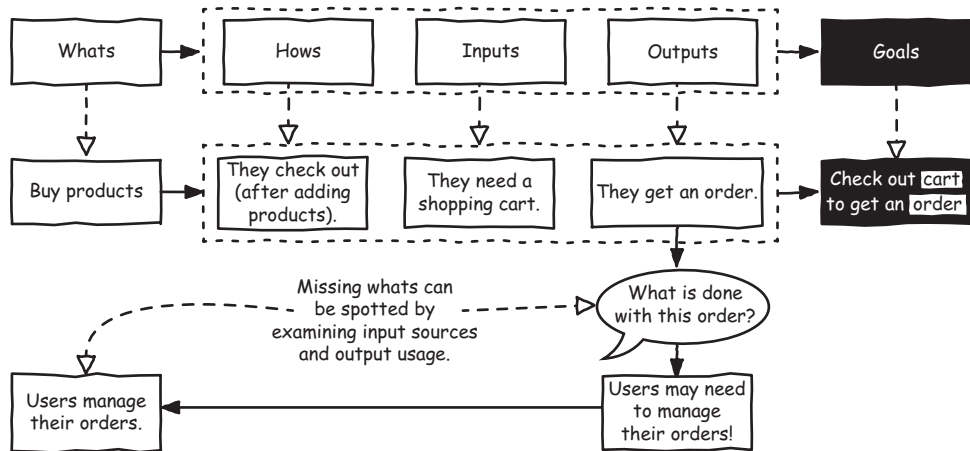 Whats
Hows
Inputs
Outputs
Goals
Buy products
They check out
(after adding
products).
They need a
shopping cart.
They get an order.
Check out cart
to get an order
Missing whats can
be spotted by
examining input sources
and output usage.
What is done
with this order?
Users manage
their orders.
Users may need
to manage
their orders!